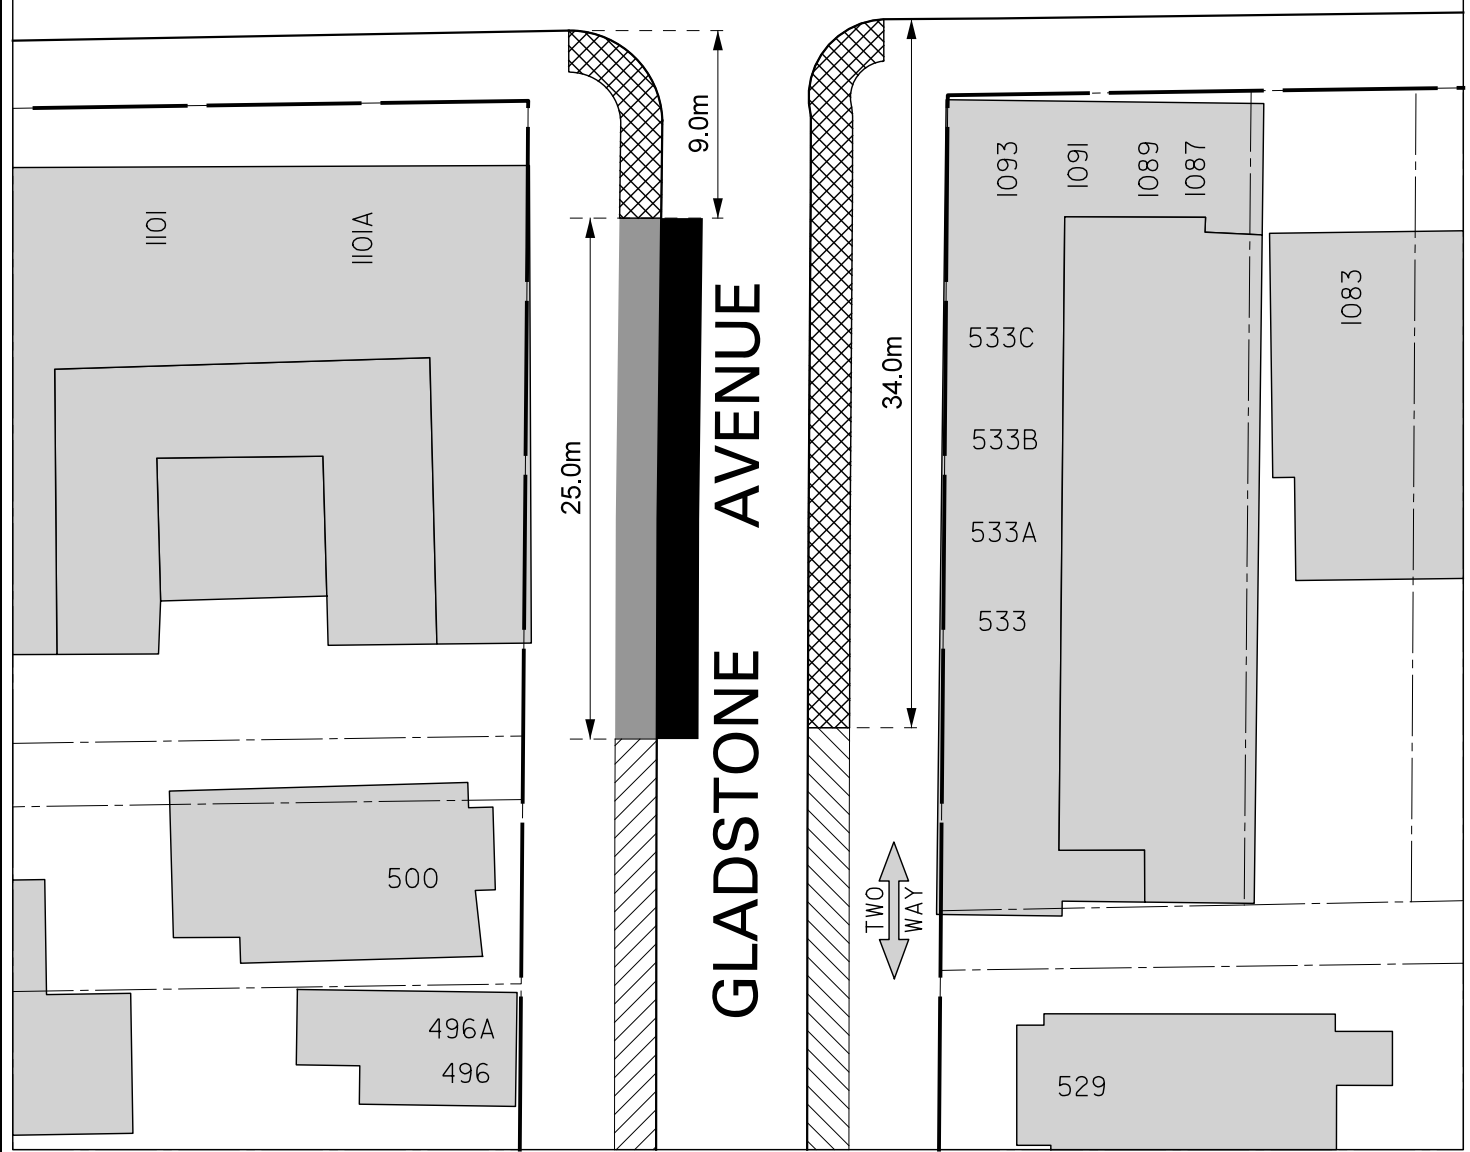 9.0m
1101
1101A
1093
1091
1089
1087
1083
533C
34.0m
533B
25.0m
533A
533
GLADSTONE AVENUE
500
TWO
WAY
496A
496
529